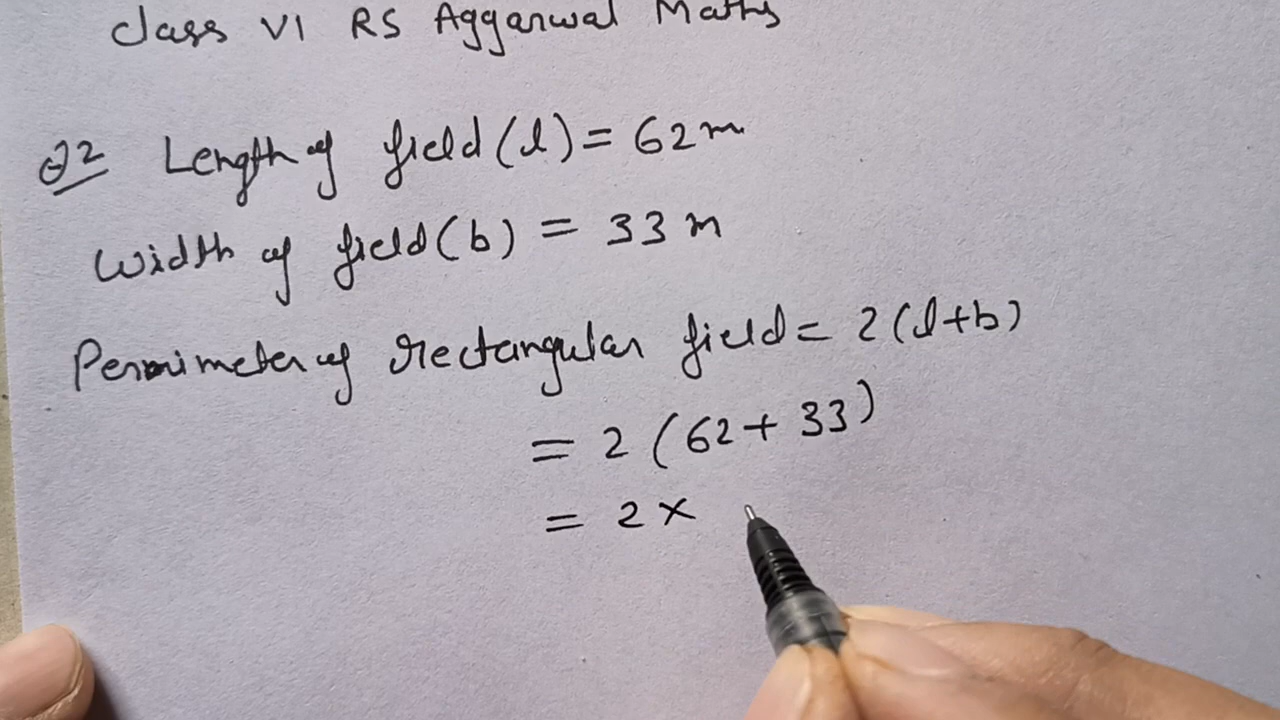 Class VI RS Aggarwal Maths
Q2 Length of field (l) = 62 m
Width of field (b) = 33 m
Perimeter of rectangular field = 2 (l+b)
= 2 (62 + 33)
= 2 ×